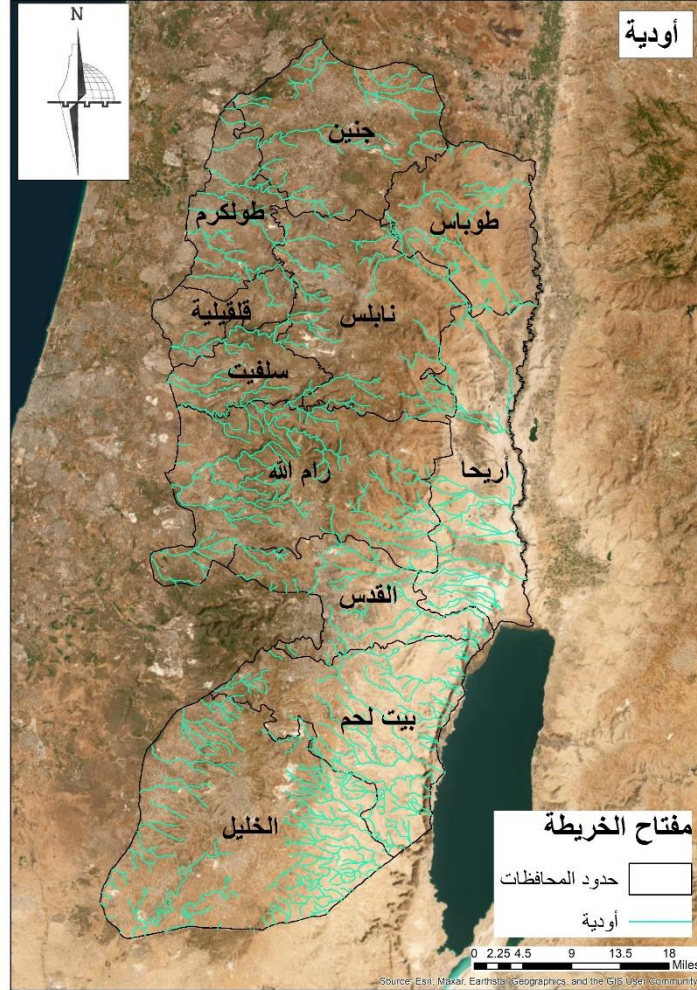 أودية
N
جنين
طوباس
طولكرم
نابلس
قلقيلية
سلفيت
رام الله
أريحا
القدس
بيت لحم
الخليل
مفتاح الخريطة
حدود المحافظات
أودية
0 2.25 4.5 9 13.5 18
Miles
Source: Esri, Maxar, Earthstar Geographics, and the GIS User Community